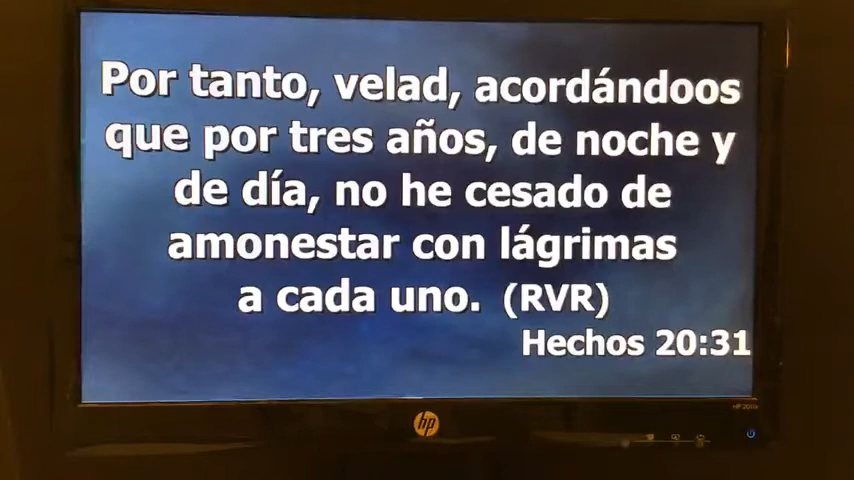 Por tanto, velad, acordándoos
que por tres años, de noche y
de día, no he cesado de
amonestar con lágrimas
a cada uno. (RVR)
Hechos 20:31
hp